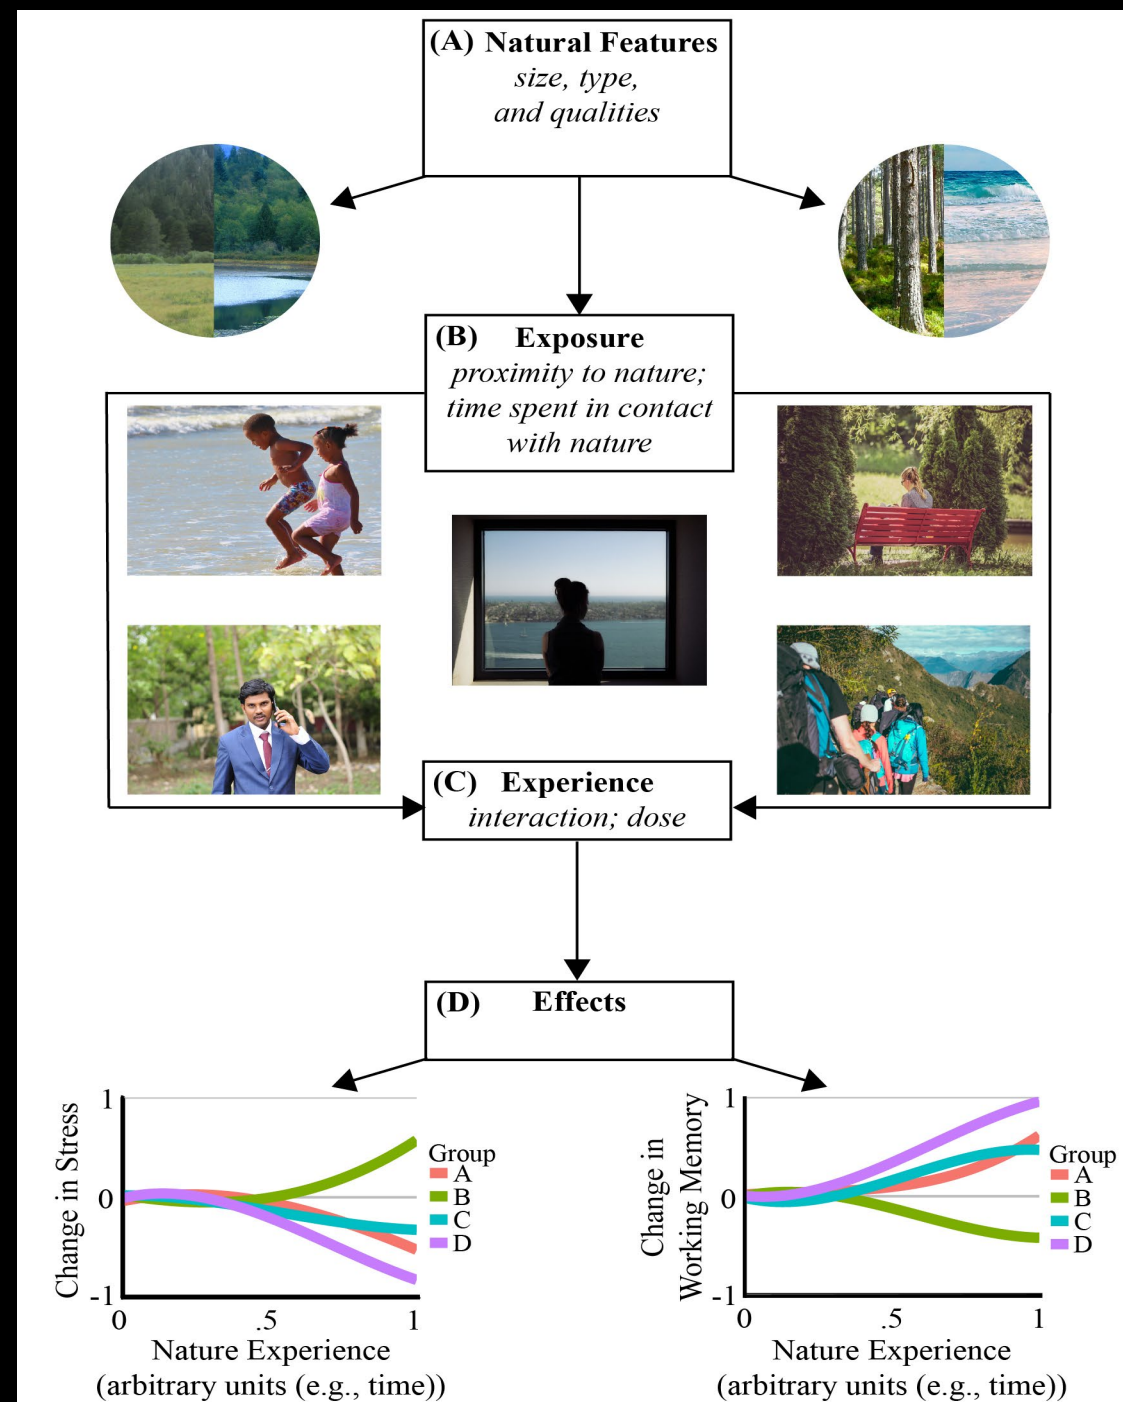 (A) Natural Features
size, type,
and qualities
(B) Exposure
proximity to nature;
time spent in contact
with nature
(C) Experience
interaction; dose
(D) Effects
Change in Stress
1
0
-1
0
.5
1
Nature Experience
(arbitrary units (e.g., time))
Group
A
B
C
D
Change in
Working Memory
1
0
-1
0
.5
1
Nature Experience
(arbitrary units (e.g., time))
Group
A
B
C
D